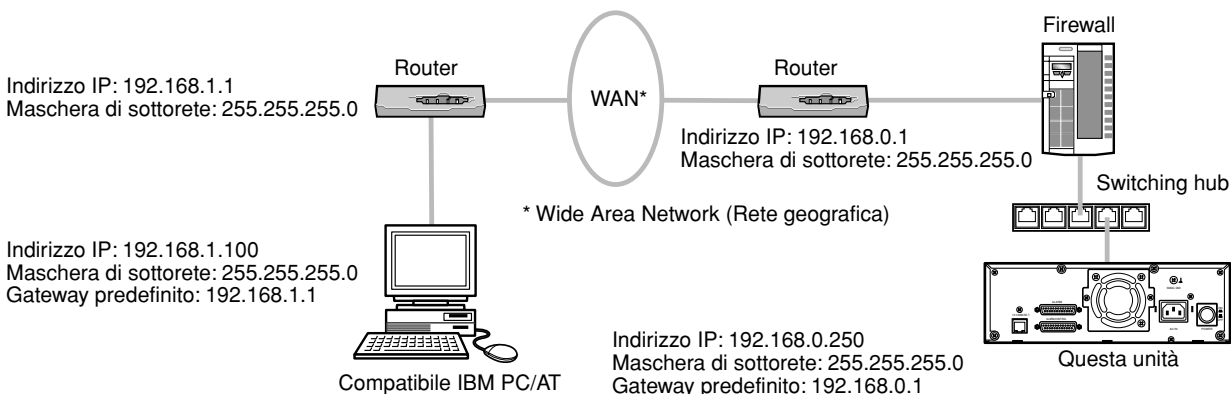 Firewall
Indirizzo IP: 192.168.1.1
Maschera di sottorete: 255.255.255.0
Router
WAN*
Router
Indirizzo IP: 192.168.0.1
Maschera di sottorete: 255.255.255.0
Switching hub
* Wide Area Network (Rete geografica)
Indirizzo IP: 192.168.1.100
Maschera di sottorete: 255.255.255.0
Gateway predefinito: 192.168.1.1
Compatibile IBM PC/AT
Indirizzo IP: 192.168.0.250
Maschera di sottorete: 255.255.255.0
Gateway predefinito: 192.168.0.1
Questa unità